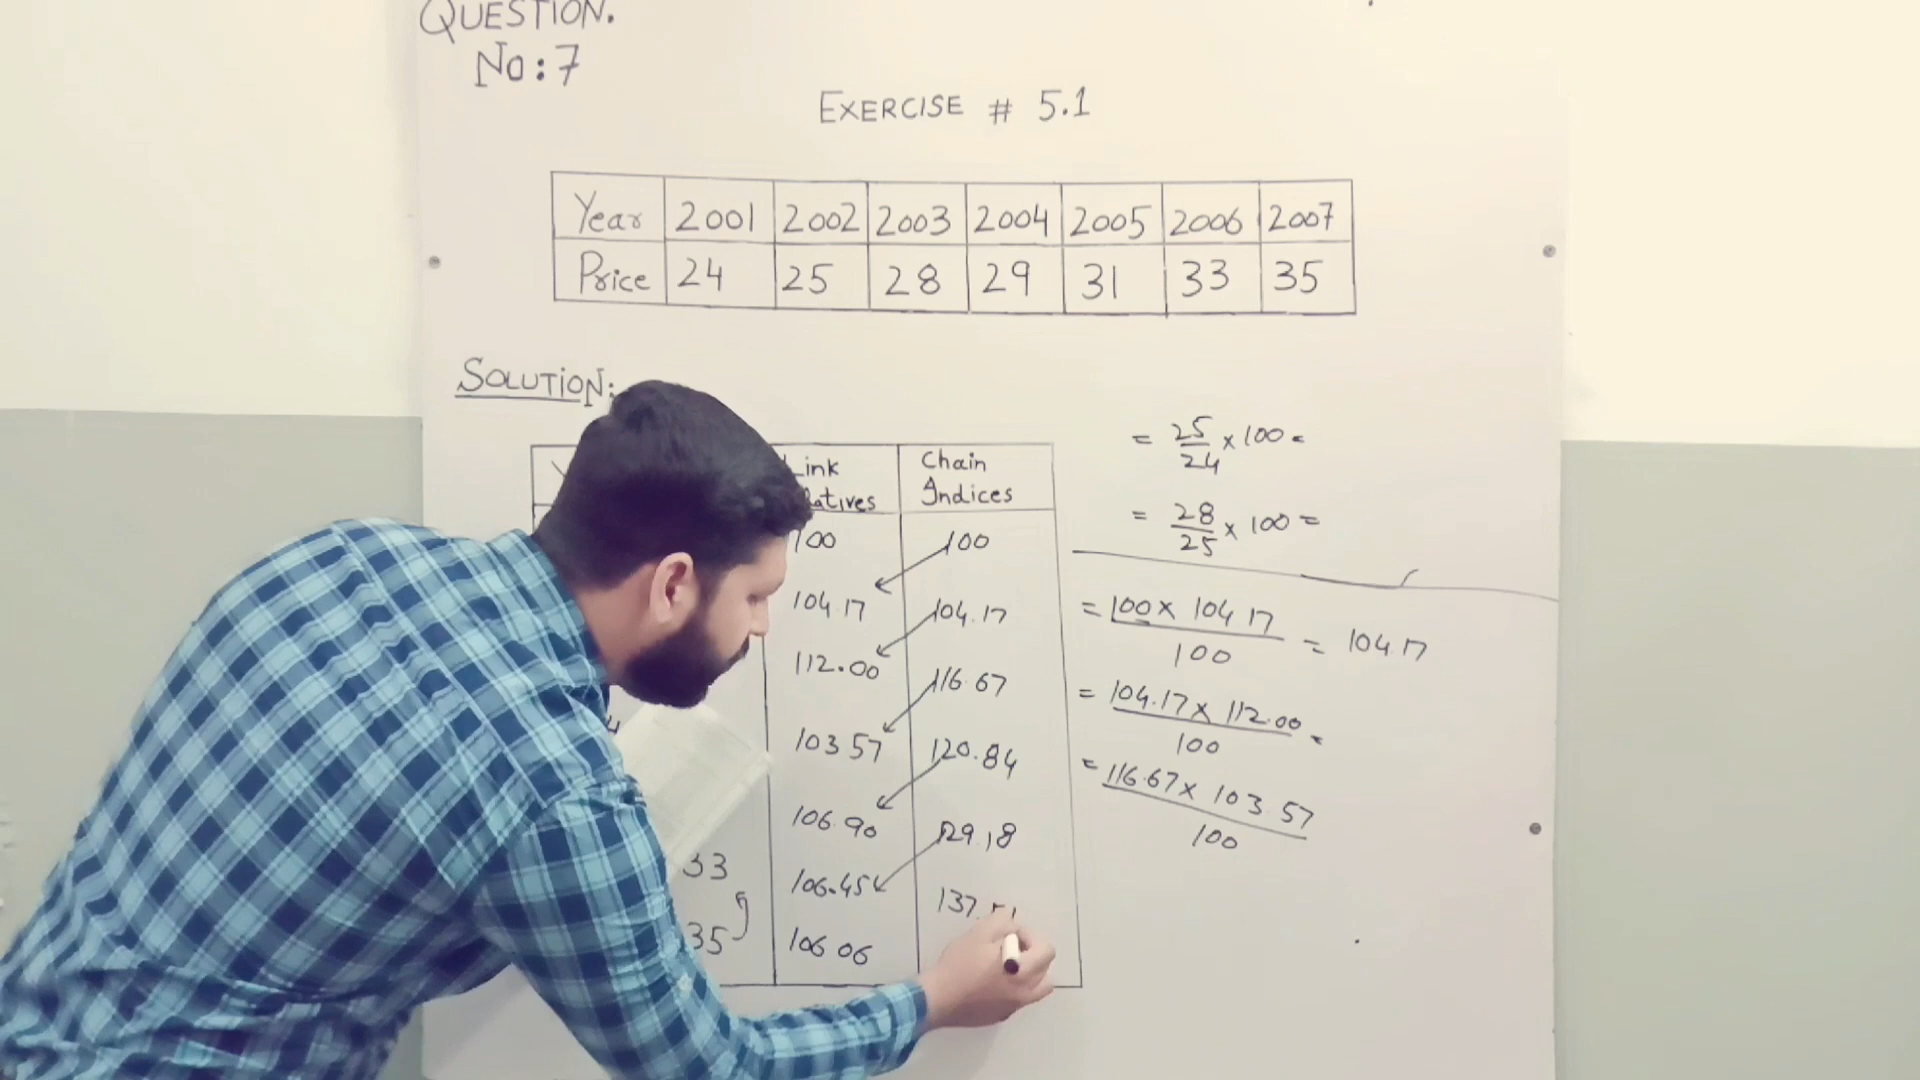 QUESTION.
No:7
EXERCISE # 5.1
Year 2001 2002 2003 2004 2005 2006 2007
Price 24 25 28 29 31 33 35
SOLUTION:
Link Chain
Indices
100 100
104.17 104.17
112.00 116.67
103.57 120.84
106.90 129.18
33 106.45 137.51
35 106.06
= 25/24 × 100 =
= 28/25 × 100 =
= 100 × 104.17 / 100 = 104.17
= 104.17 × 112.00 / 100 =
= 116.67 × 103.57 / 100